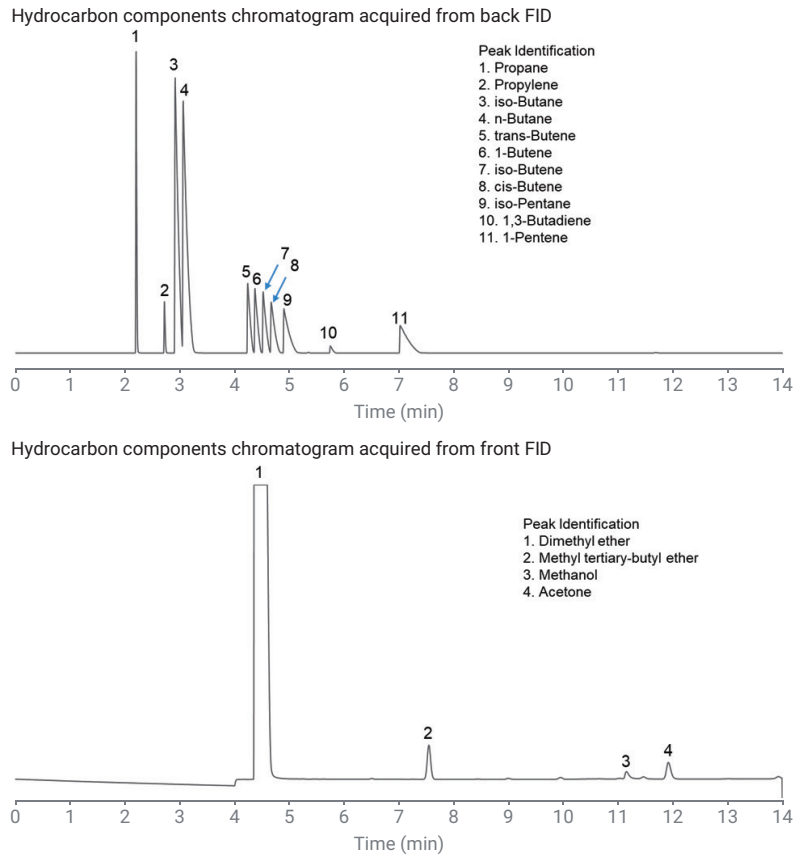 Hydrocarbon components chromatogram acquired from back FID
1
3
4
2
5
6
7
8
9
10
11
Peak Identification
1. Propane
2. Propylene
3. iso-Butane
4. n-Butane
5. trans-Butene
6. 1-Butene
7. iso-Butene
8. cis-Butene
9. iso-Pentane
10. 1,3-Butadiene
11. 1-Pentene
0 1 2 3 4 5 6 7 8 9 10 11 12 13 14
Time (min)
Hydrocarbon components chromatogram acquired from front FID
1
2
3
4
Peak Identification
1. Dimethyl ether
2. Methyl tertiary-butyl ether
3. Methanol
4. Acetone
0 1 2 3 4 5 6 7 8 9 10 11 12 13 14
Time (min)